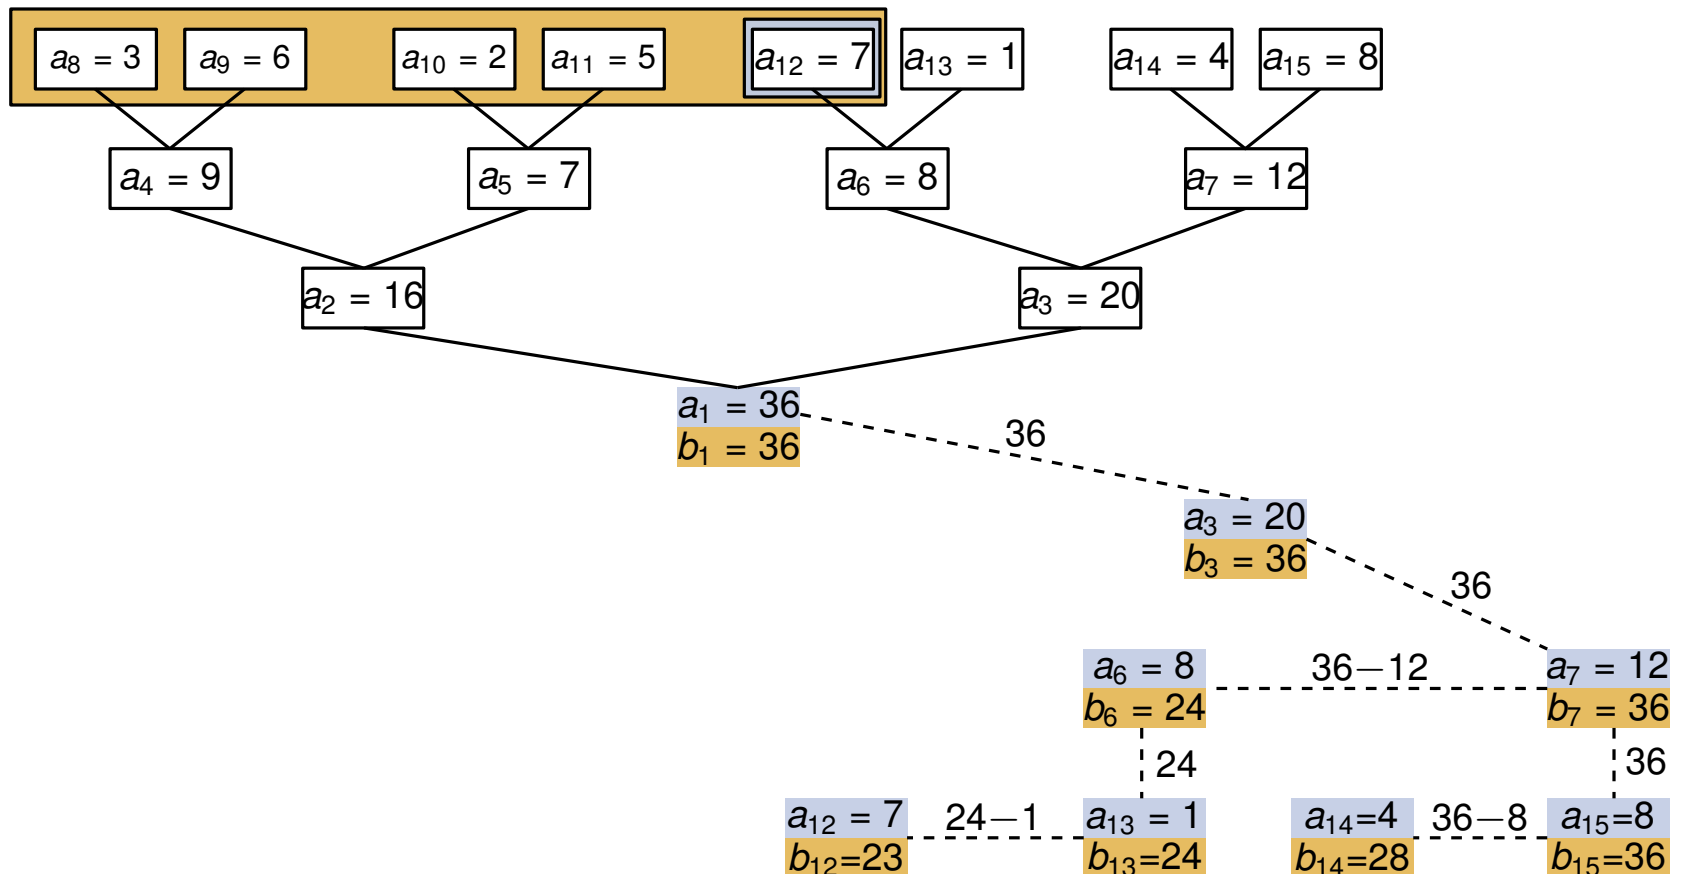 a₈ = 3 a₉ = 6 a₁₀ = 2 a₁₁ = 5 a₁₂ = 7 a₁₃ = 1 a₁₄ = 4 a₁₅ = 8
a₄ = 9 a₅ = 7 a₆ = 8 a₇ = 12
a₂ = 16 a₃ = 20
a₁ = 36
b₁ = 36
36
a₃ = 20
b₃ = 36
36
a₆ = 8 36−12 a₇ = 12
b₆ = 24 b₇ = 36
24 36
a₁₂ = 7 24−1 a₁₃ = 1 a₁₄=4 36−8 a₁₅=8
b₁₂=23 b₁₃=24 b₁₄=28 b₁₅=36